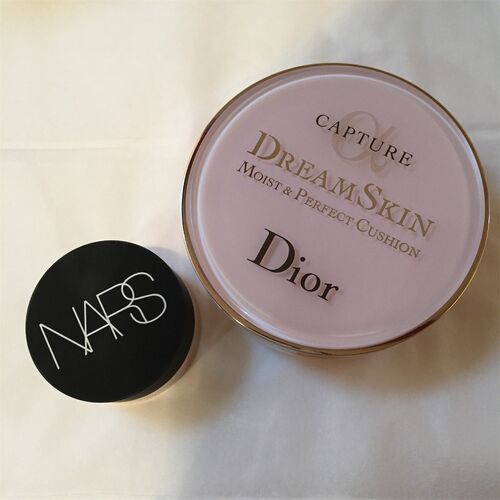 α
CAPTURE
DREAMSKIN
MOIST & PERFECT CUSHION
Dior
NARS